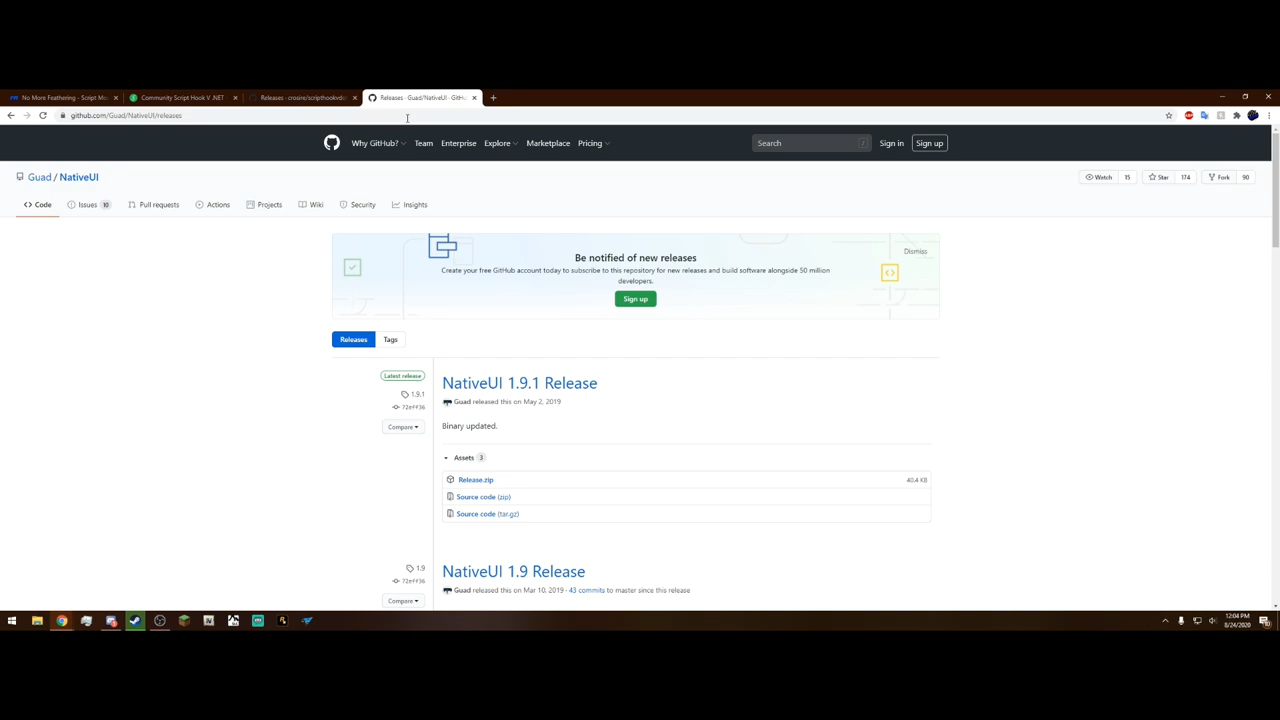 No More Feathering - Script Mo
Community Script Hook V .NET
Releases · crosire/scripthookvdo
Releases · Guad/NativeUI · GitHu
github.com/Guad/NativeUI/releases
Why GitHub?
Team
Enterprise
Explore
Marketplace
Pricing
Search
/
Sign in
Sign up
Guad / NativeUI
Watch 15
Star 174
Fork 90
Code
Issues 10
Pull requests
Actions
Projects
Wiki
Security
Insights
Be notified of new releases
Dismiss
Create your free GitHub account today to subscribe to this repository for new releases and build software alongside 50 million
developers.
Sign up
Releases
Tags
Latest release
1.9.1
72eff36
Compare
NativeUI 1.9.1 Release
Guad released this on May 2, 2019
Binary updated.
Assets 3
Release.zip
40.4 KB
Source code (zip)
Source code (tar.gz)
1.9
72eff36
Compare
NativeUI 1.9 Release
Guad released this on Mar 10, 2019 · 43 commits to master since this release
12:04 PM
8/24/2020